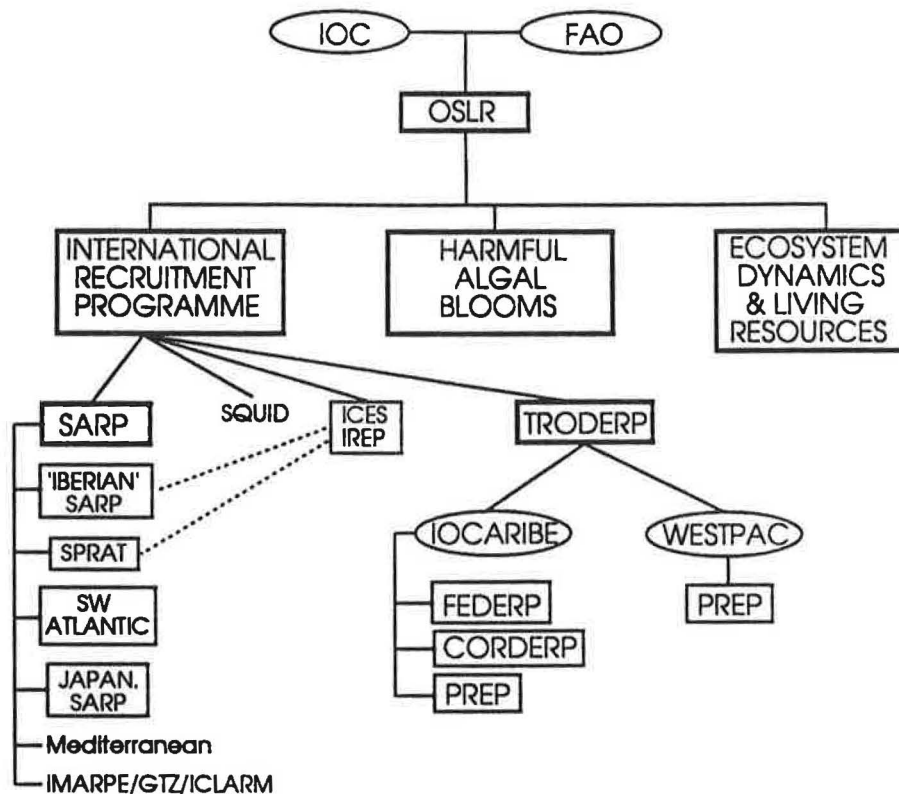 IOC
FAO
OSLR
INTERNATIONAL
RECRUITMENT
PROGRAMME
HARMFUL
ALGAL
BLOOMS
ECOSYSTEM
DYNAMICS
& LIVING
RESOURCES
SARP
SQUID
ICES
IREP
TRODERP
'IBERIAN'
SARP
SPRAT
SW
ATLANTIC
JAPAN.
SARP
Mediterranean
IMARPE/GTZ/ICLARM
IOCARIBE
FEDERP
CORDERP
PREP
WESTPAC
PREP